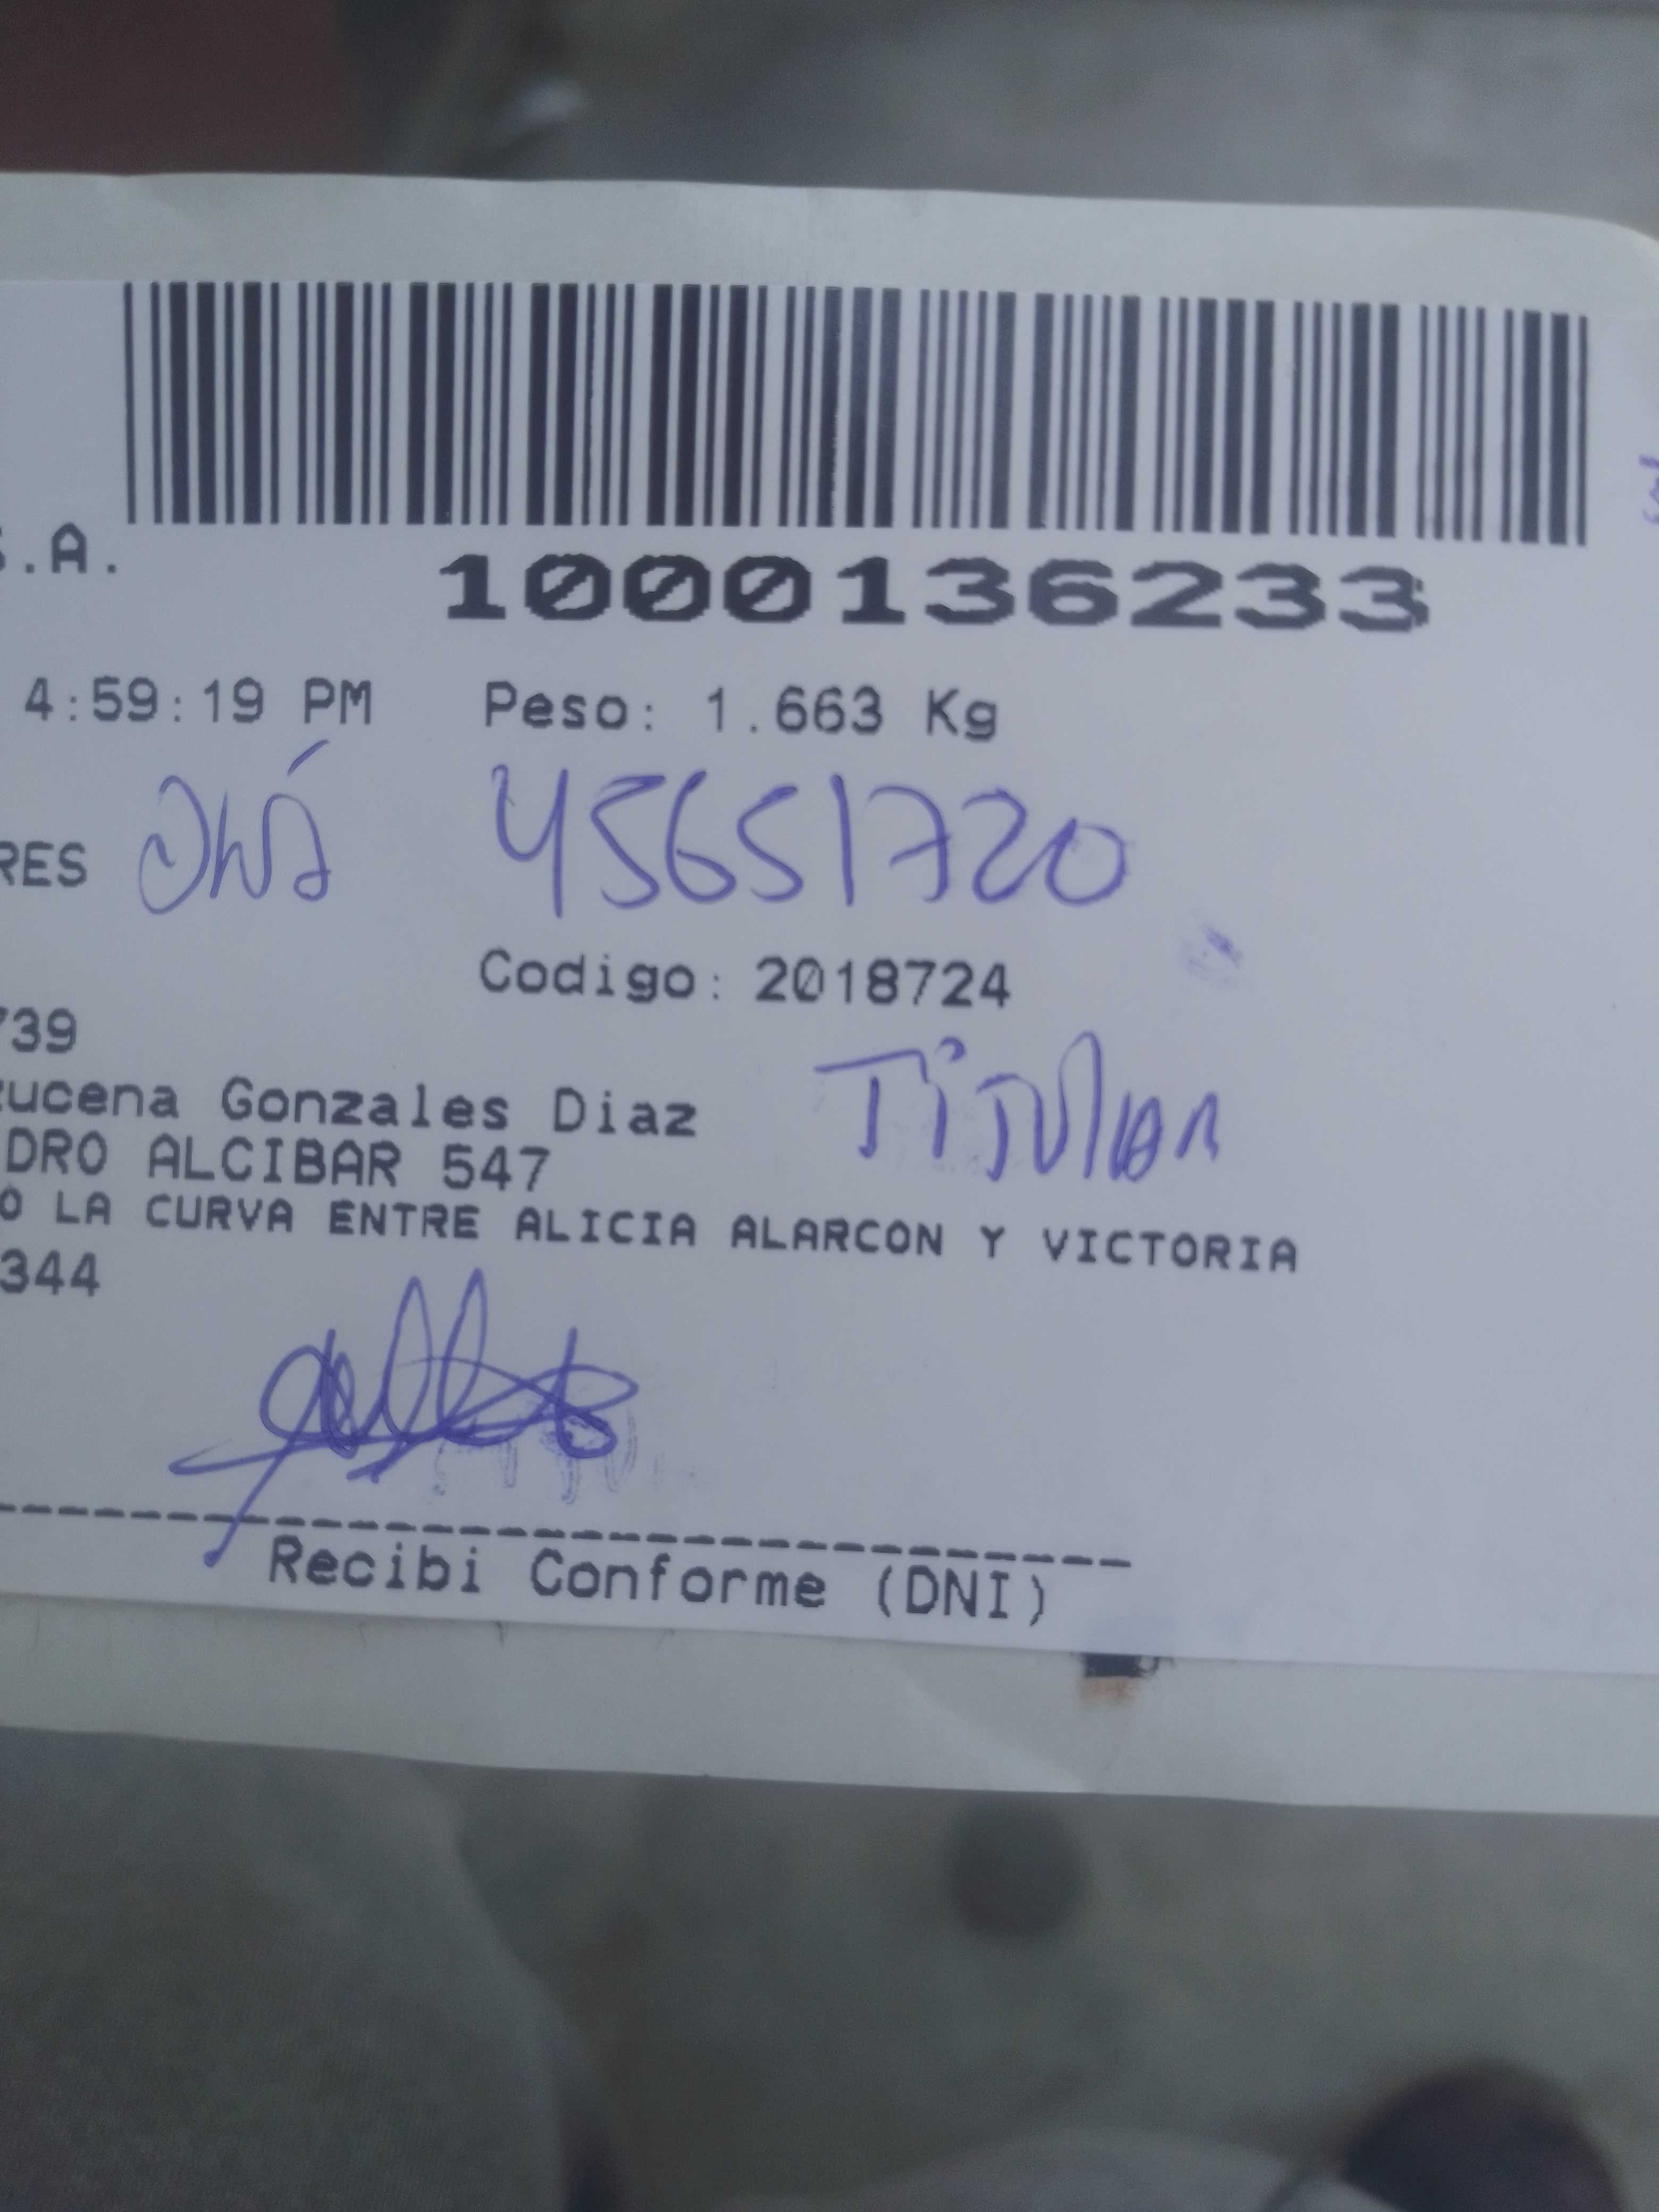 S.A.
1000136233
4:59:19 PM Peso: 1.663 Kg
RES DNI 45651720
Codigo: 2018724
739
zucena Gonzales Diaz
TiTular
DRO ALCIBAR 547
O LA CURVA ENTRE ALICIA ALARCON Y VICTORIA
344
Recibi Conforme (DNI)